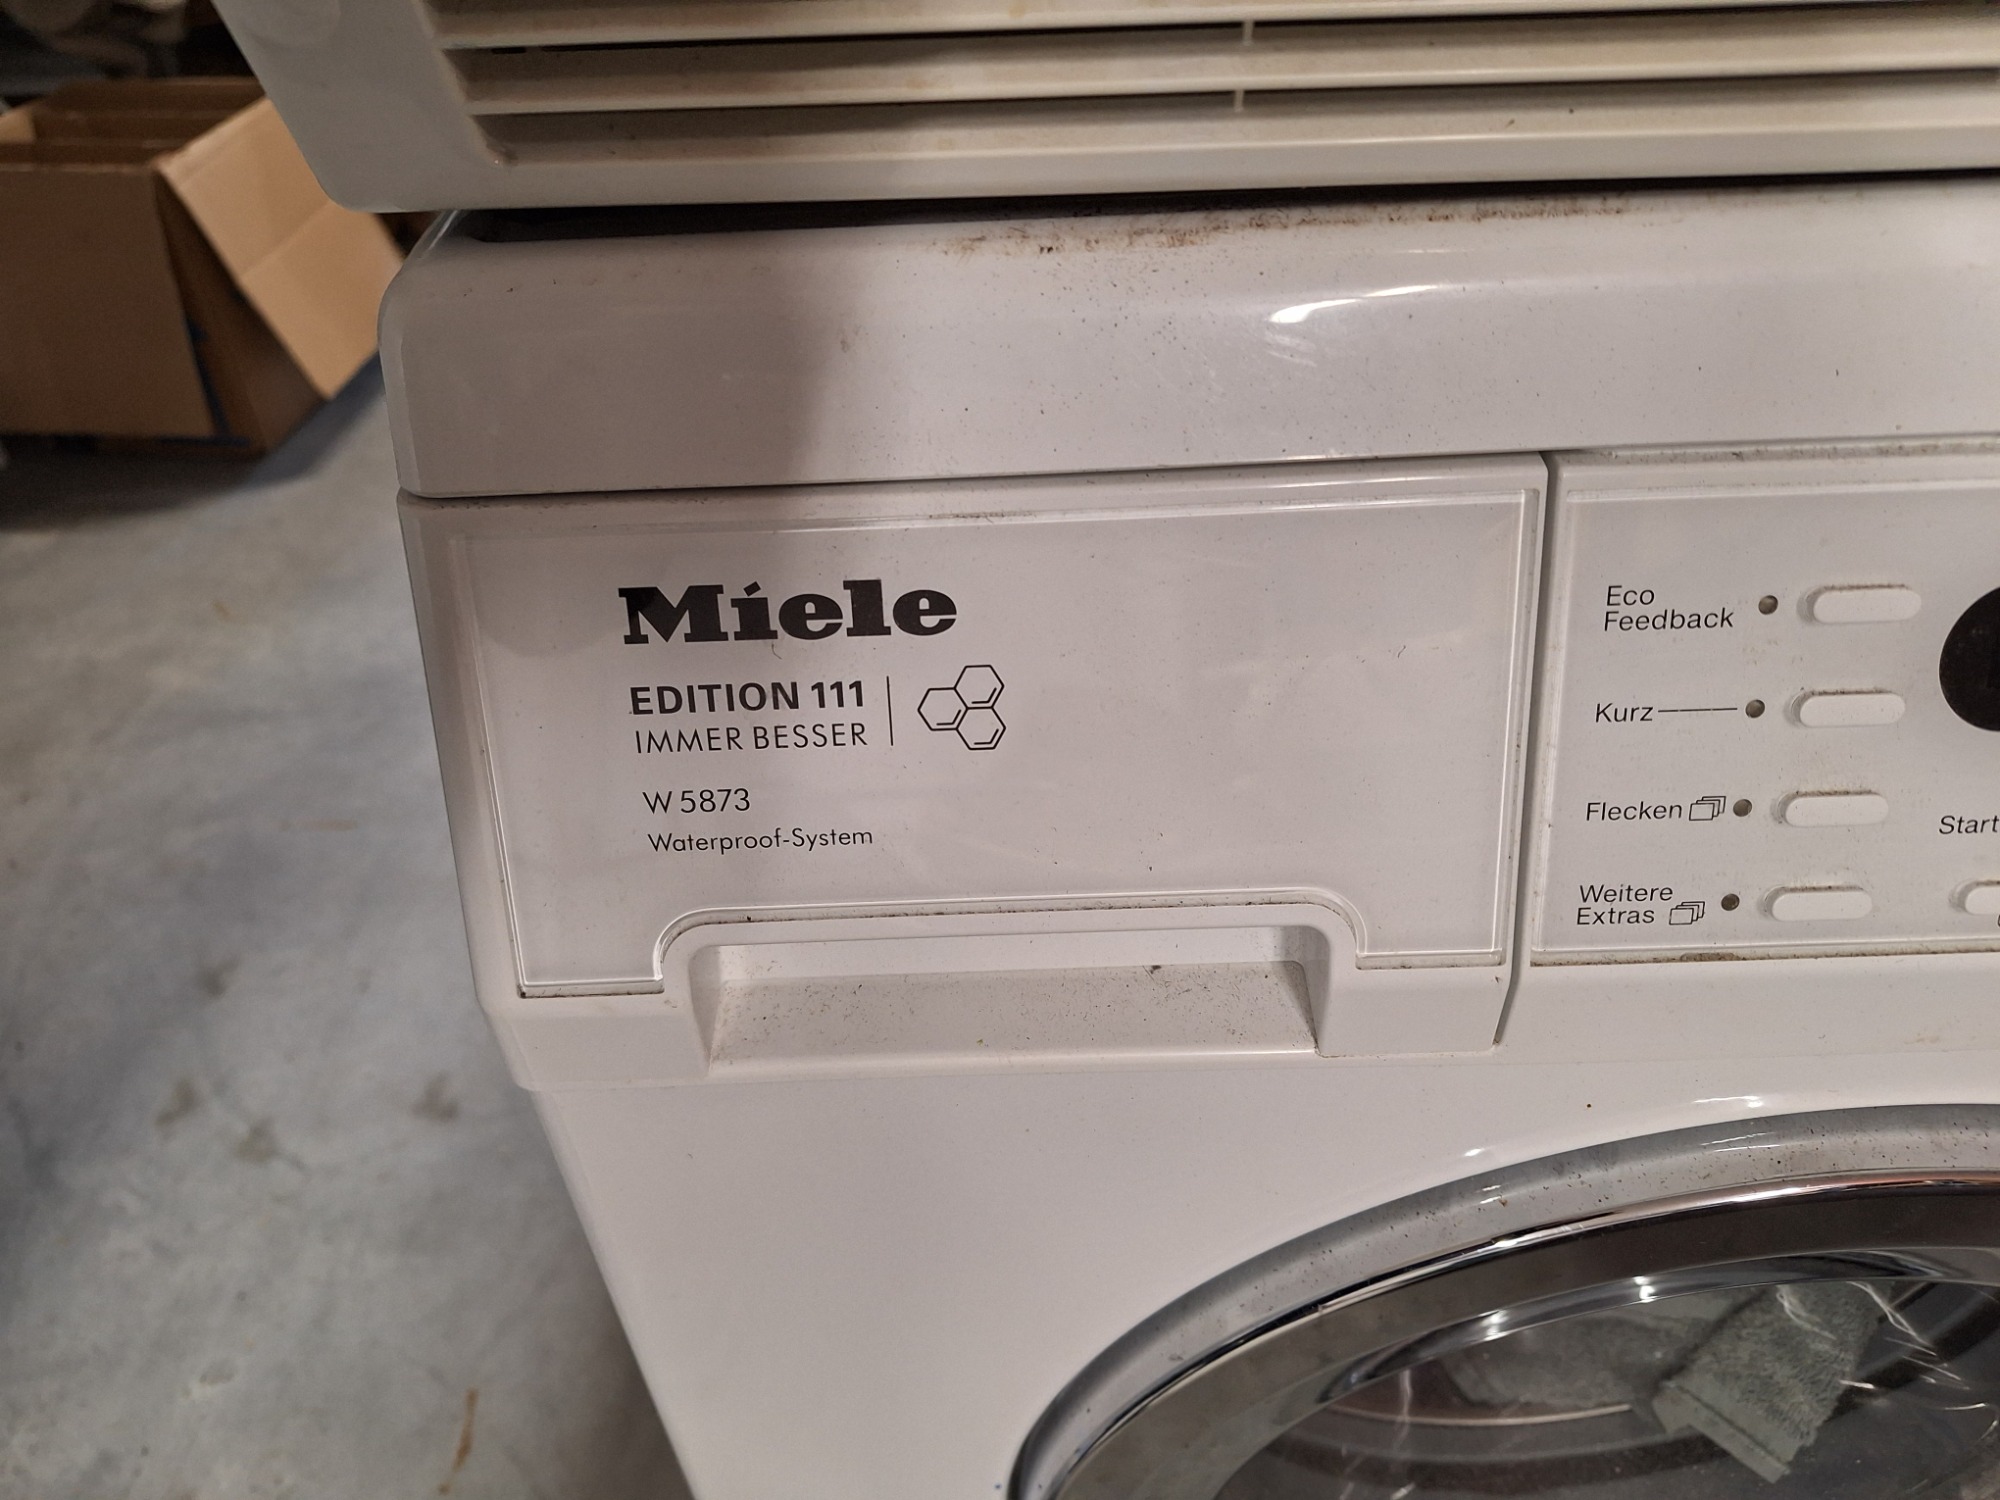 Miele
EDITION 111
IMMER BESSER
W 5873
Waterproof-System
Eco
Feedback
Kurz
Flecken
Weitere
Extras
Start